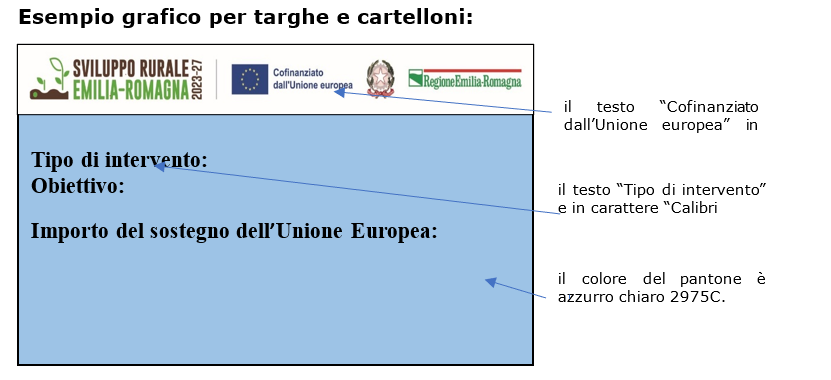 Esempio grafico per targhe e cartelloni:
SVILUPPO RURALE
EMILIA-ROMAGNA
2023-27
Cofinanziato
dall'Unione europea
RegioneEmilia-Romagna
il testo “Cofinanziato
dall’Unione europea” in
Tipo di intervento:
Obiettivo:
Importo del sostegno dell’Unione Europea:
il testo “Tipo di intervento”
e in carattere “Calibri
il colore del pantone è
azzurro chiaro 2975C.